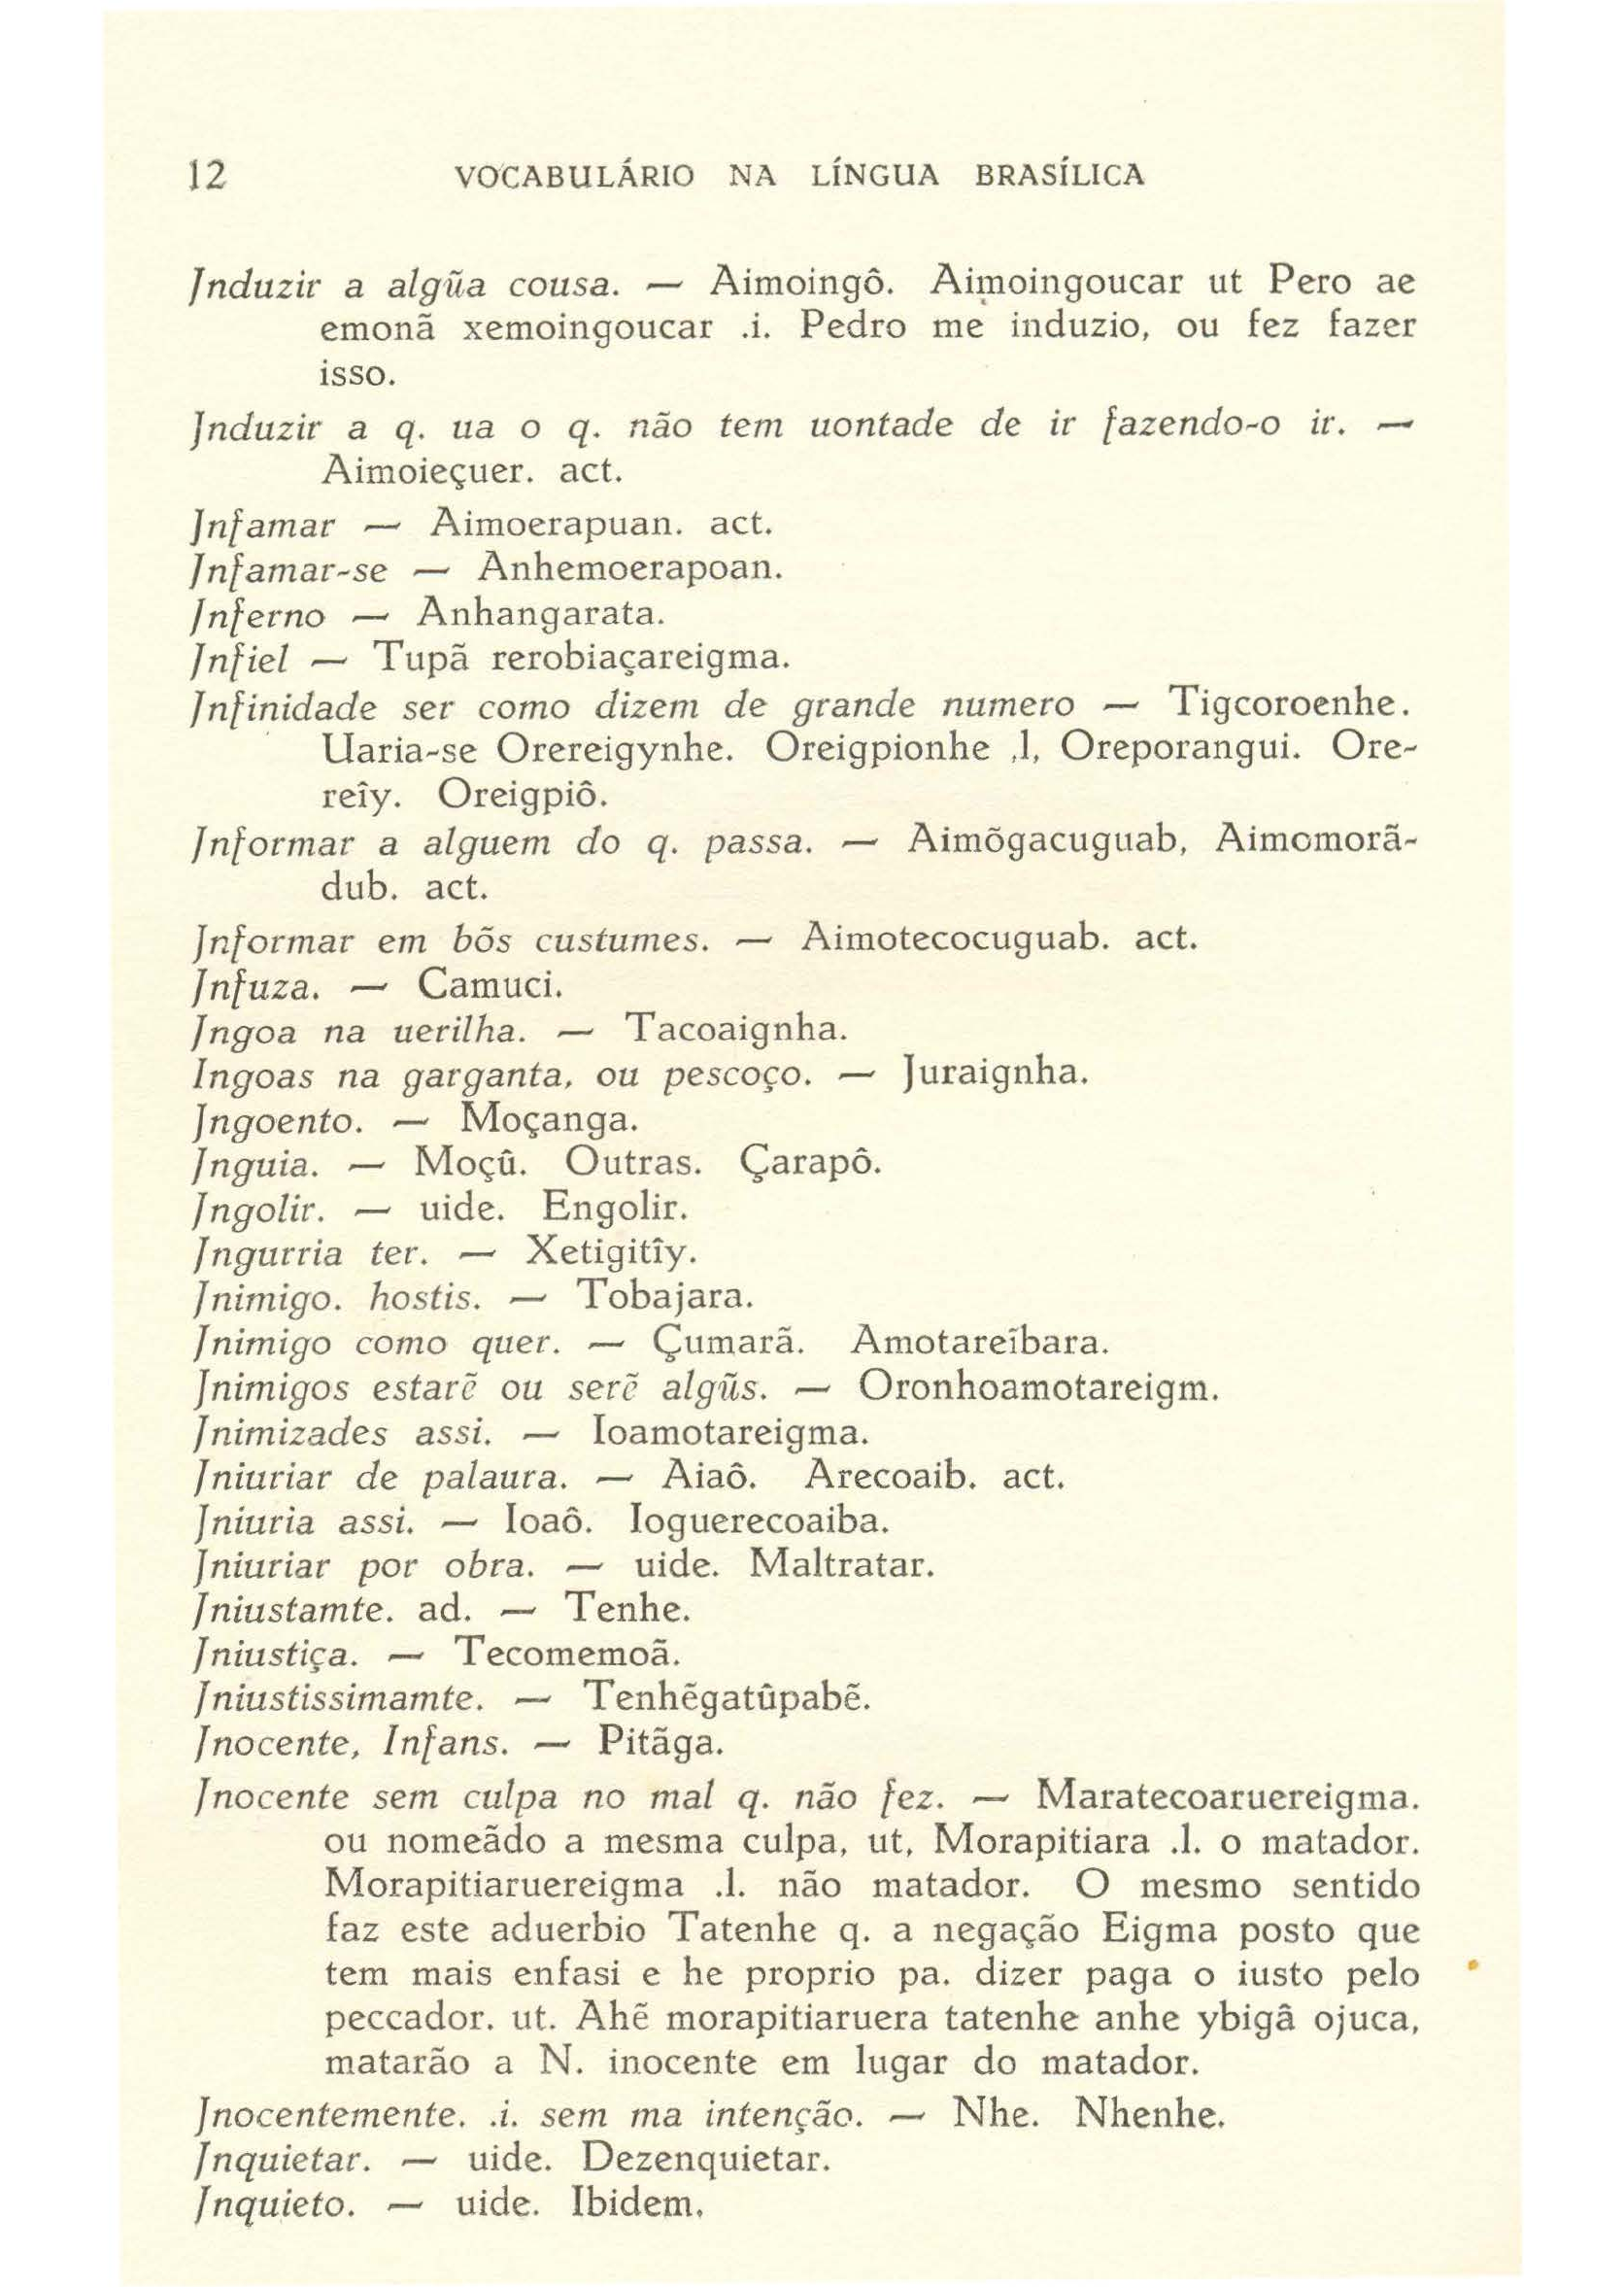 12 VOCABULÁRIO NA LÍNGUA BRASÍLICA
Jnduzir a algũa cousa. — Aimoingô. Aimoingoucar ut Pero ae
emonã xemoingoucar .i. Pedro me induzio, ou fez fazer
isso.
Jnduzir a q. ua o q. não tem uontade de ir fazendo-o ir. —
Aimoieçuer. act.
Jnfamar — Aimoerapuan. act.
Jnfamar-se — Anhemoerapoan.
Jnferno — Anhangarata.
Jnfiel — Tupã rerobiaçareigma.
Jnfinidade ser como dizem de grande numero — Tigcoroenhe.
Uaria-se Orereigynhe. Oreigpionhe ,l, Oreporangui. Ore-
reîy. Oreigpiô.
Jnformar a alguem do q. passa. — Aimõgacuguab, Aimomorã-
dub. act.
Jnformar em bõs custumes. — Aimotecocuguab. act.
Jnfuza. — Camuci.
Jngoa na uerilha. — Tacoaignha.
Ingoas na garganta, ou pescoço. — Juraignha.
Jngoento. — Moçanga.
Jnguia. — Moçû. Outras. Çarapô.
Jngolir. — uide. Engolir.
Jngurria ter. — Xetigitîy.
Jnimigo. hostis. — Tobajara.
Jnimigo como quer. — Çumarã. Amotareĩbara.
Jnimigos estarẽ ou serẽ algũs. — Oronhoamotareigm.
Jnimizades assi. — Ioamotareigma.
Jniuriar de palaura. — Aiaô. Arecoaib. act.
Jniuria assi. — Ioaô. Ioguerecoaiba.
Jniuriar por obra. — uide. Maltratar.
Jniustamte. ad. — Tenhe.
Jniustiça. — Tecomemoã.
Jniustissimamte. — Tenhẽgatûpabẽ.
Jnocente, Infans. — Pitãga.
Jnocente sem culpa no mal q. não fez. — Maratecoaruereigma.
ou nomeãdo a mesma culpa, ut, Morapitiara .l. o matador.
Morapitiaruereigma .l. não matador. O mesmo sentido
faz este aduerbio Tatenhe q. a negação Eigma posto que
tem mais enfasi e he proprio pa. dizer paga o iusto pelo
peccador. ut. Ahẽ morapitiaruera tatenhe anhe ybigâ ojuca,
matarão a N. inocente em lugar do matador.
Jnocentemente. .i. sem ma intenção. — Nhe. Nhenhe.
Jnquietar. — uide. Dezenquietar.
Jnquieto. — uide. Ibidem.